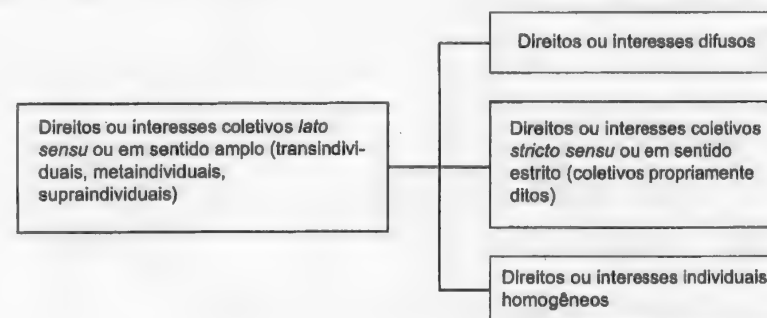 Direitos ou interesses coletivos lato
sensu ou em sentido amplo (transindivi-
duais, metaindividuais,
supraindividuais)
Direitos ou interesses difusos
Direitos ou interesses coletivos
stricto sensu ou em sentido
estrito (coletivos propriamente
ditos)
Direitos ou interesses individuais
homogêneos